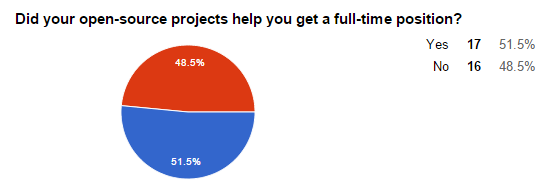 Did your open-source projects help you get a full-time position?
Yes 17 51.5%
No 16 48.5%
48.5%
51.5%